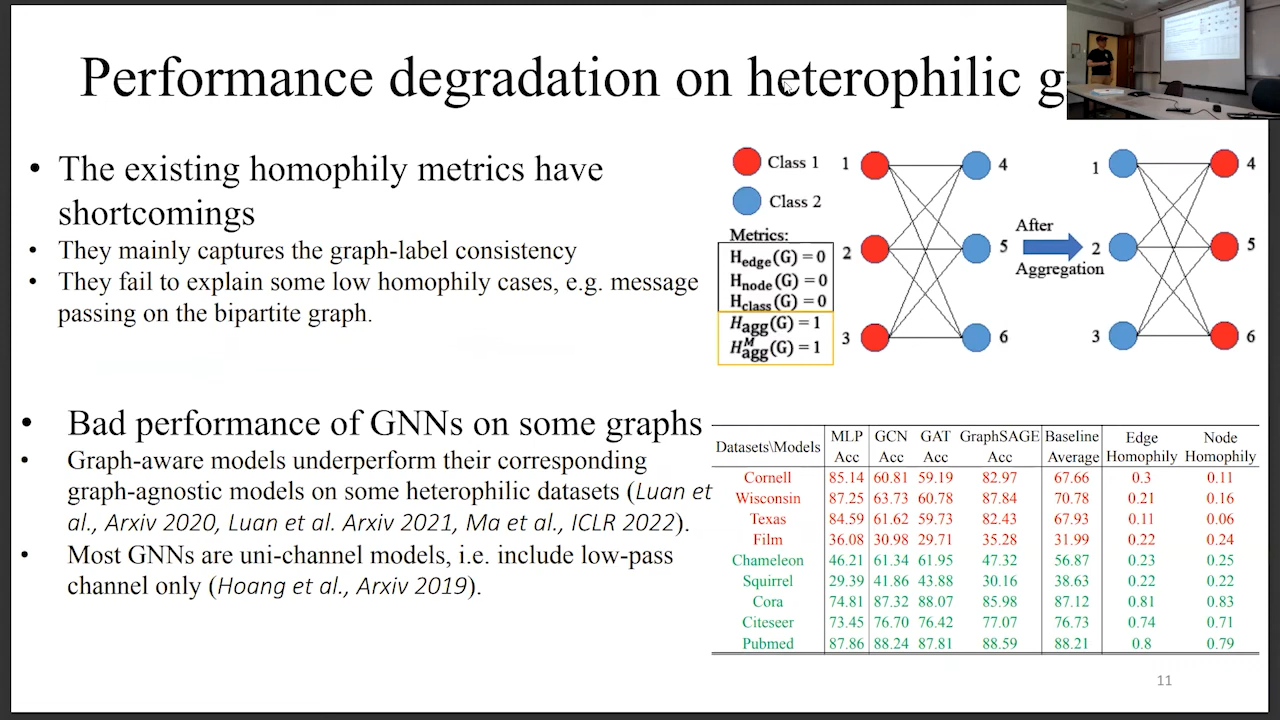 Performance degradation on heterophilic g
• The existing homophily metrics have
shortcomings
• They mainly captures the graph-label consistency
• They fail to explain some low homophily cases, e.g. message
passing on the bipartite graph.
Class 1
Class 2
Metrics:
H_edge(G) = 0
H_node(G) = 0
H_class(G) = 0
H_agg(G) = 1
H^M_agg(G) = 1
1 4
2 5
3 6
After
Aggregation
1 4
2 5
3 6
• Bad performance of GNNs on some graphs
• Graph-aware models underperform their corresponding
graph-agnostic models on some heterophilic datasets (Luan et
al., Arxiv 2020, Luan et al. Arxiv 2021, Ma et al., ICLR 2022).
• Most GNNs are uni-channel models, i.e. include low-pass
channel only (Hoang et al., Arxiv 2019).
Datasets\Models MLP Acc GCN Acc GAT Acc GraphSAGE Acc Baseline Average Edge Homophily Node Homophily
Cornell 85.14 60.81 59.19 82.97 67.66 0.3 0.11
Wisconsin 87.25 63.73 60.78 87.84 70.78 0.21 0.16
Texas 84.59 61.62 59.73 82.43 67.93 0.11 0.06
Film 36.08 30.98 29.71 35.28 31.99 0.22 0.24
Chameleon 46.21 61.34 61.95 47.32 56.87 0.23 0.25
Squirrel 29.39 41.86 43.88 30.16 38.63 0.22 0.22
Cora 74.81 87.32 88.07 85.98 87.12 0.81 0.83
Citeseer 73.45 76.70 76.42 77.07 76.73 0.74 0.71
Pubmed 87.86 88.24 87.81 88.59 88.21 0.8 0.79
11